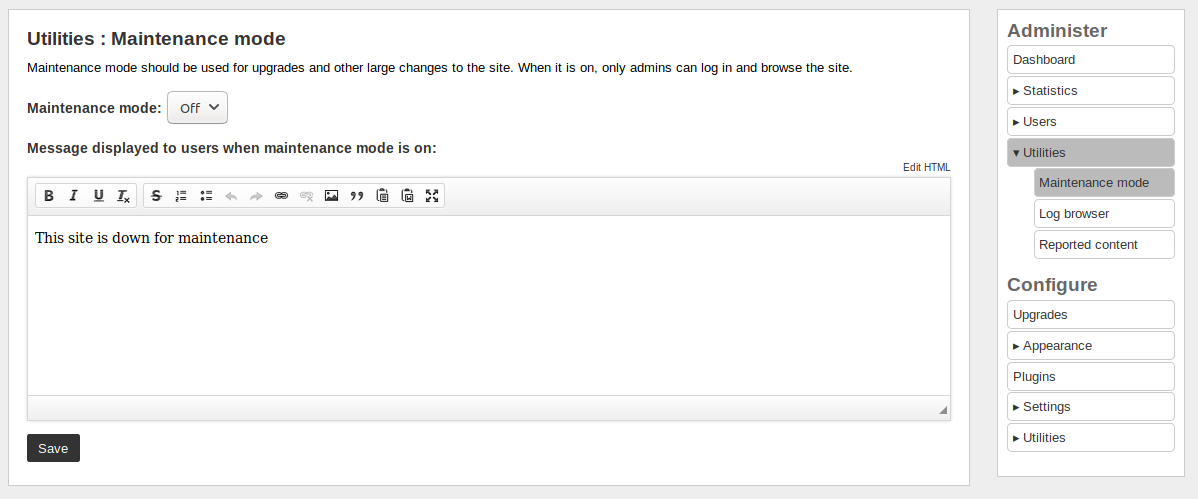 Utilities : Maintenance mode
Maintenance mode should be used for upgrades and other large changes to the site. When it is on, only admins can log in and browse the site.
Maintenance mode: Off
Message displayed to users when maintenance mode is on:
Edit HTML
This site is down for maintenance
Save
Administer
Dashboard
▸ Statistics
▸ Users
▾ Utilities
Maintenance mode
Log browser
Reported content
Configure
Upgrades
▸ Appearance
Plugins
▸ Settings
▸ Utilities